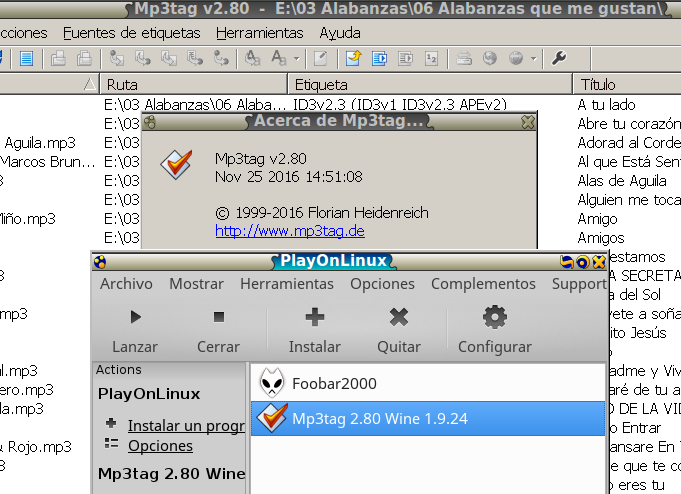 Mp3tag v2.80 - E:\03 Alabanzas\06 Alabanzas que me gustan\
cciones Fuentes de etiquetas Herramientas Ayuda
Ruta Etiqueta Título
E:\03 Alabanzas\06 Alaba... ID3v2.3 (ID3v1 ID3v2.3 APEv2) A tu lado
E:\03 Abre tu corazón
Aguila.mp3 E:\03 Adorad al Corde
Marcos Brun... E:\03 Al que Está Sent
3 E:\03 Alas de Aguila
E:\03 Alguien me toca
Miño.mp3 E:\03 Amigo
E:\03 Amigos
Acerca de Mp3tag...
Mp3tag v2.80
Nov 25 2016 14:51:08
© 1999-2016 Florian Heidenreich
http://www.mp3tag.de
estamos
A SECRETA
a del Sol
mp3 vete a soña
ito Jesús
al.mp3 adme y Viv
ero.mp3 aré de tu a
la.mp3 O DE LA VID
o Entrar
& Rojo.mp3 ansare En T
3 e que te co
o eres tu
PlayOnLinux
Archivo Mostrar Herramientas Opciones Complementos Support
Lanzar Cerrar Instalar Quitar Configurar
Actions
PlayOnLinux
Instalar un progr
Opciones
Mp3tag 2.80 Wine
Foobar2000
Mp3tag 2.80 Wine 1.9.24